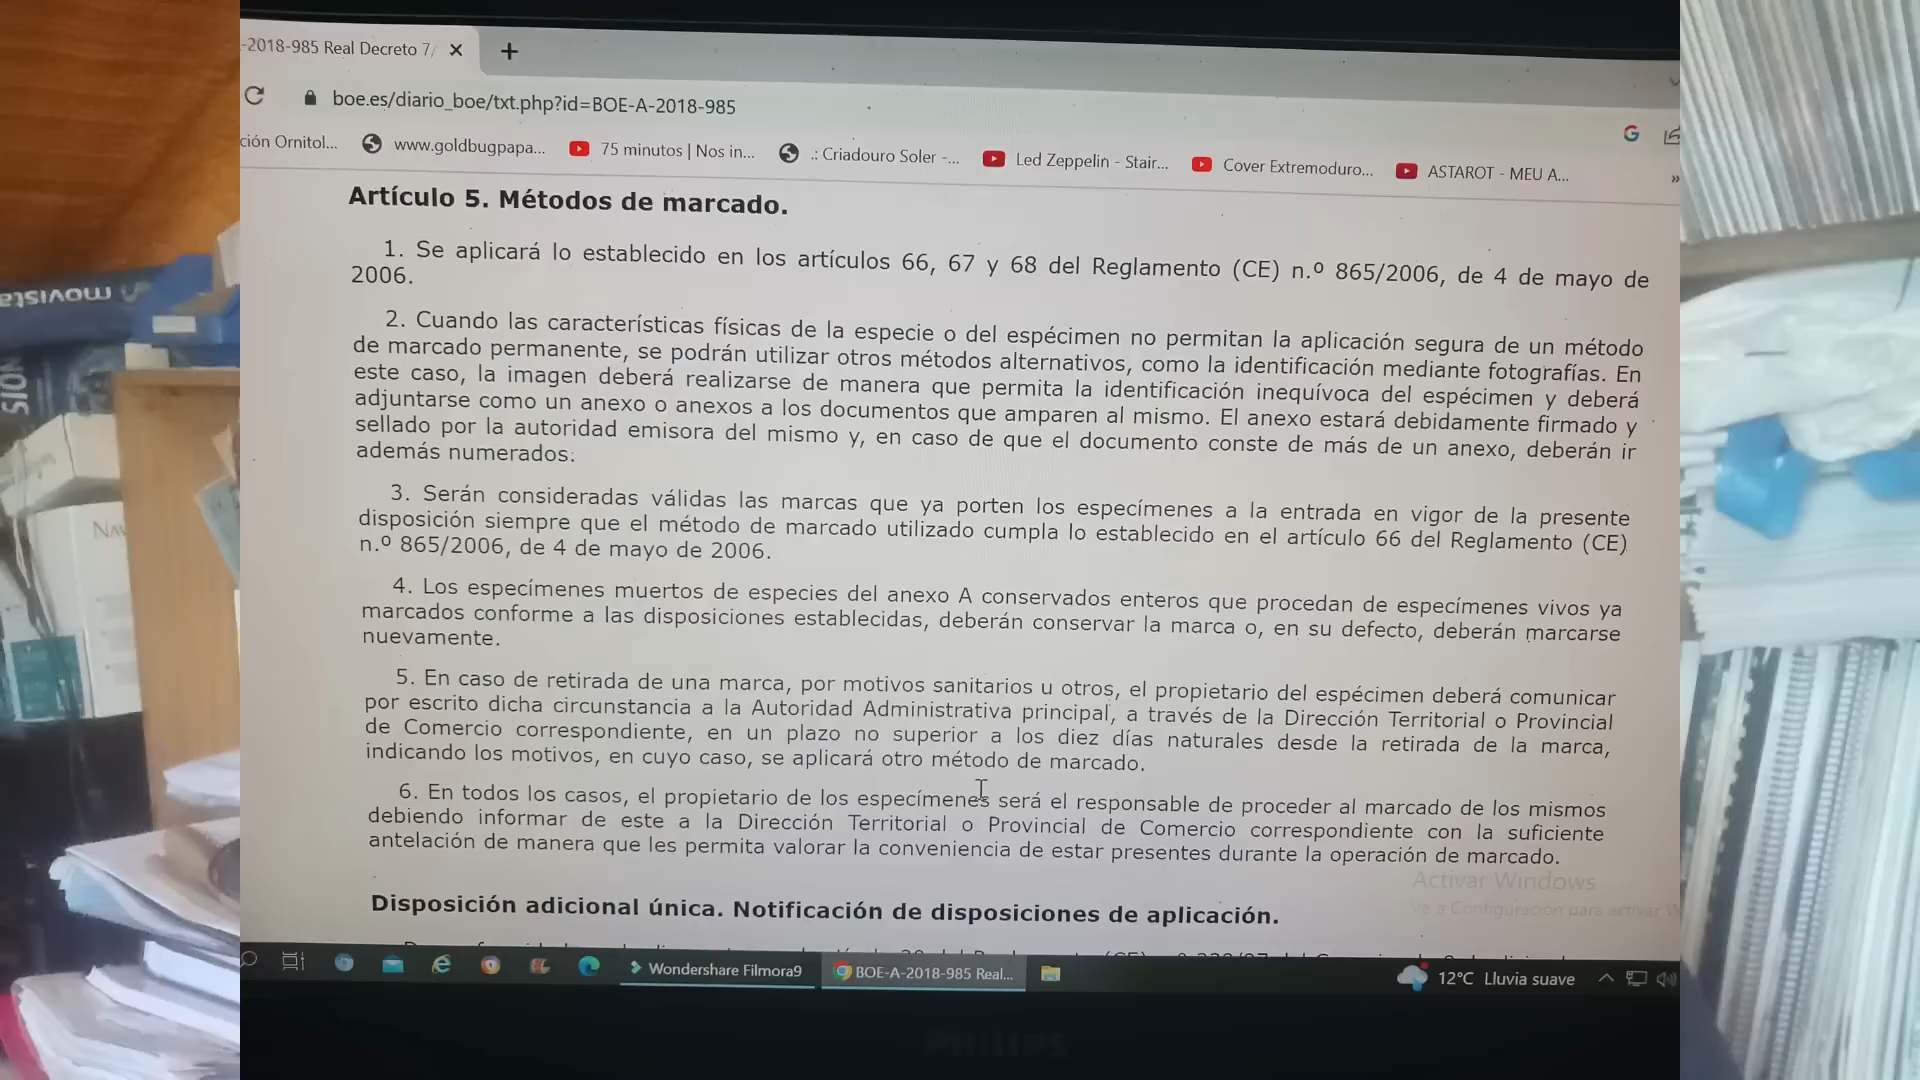 -2018-985 Real Decreto 7/
boe.es/diario_boe/txt.php?id=BOE-A-2018-985
ción Ornitol...
www.goldbugpapa...
75 minutos | Nos in...
.: Criadouro Soler -...
Led Zeppelin - Stair...
Cover Extremoduro...
ASTAROT - MEU A...
»
Artículo 5. Métodos de marcado.
1. Se aplicará lo establecido en los artículos 66, 67 y 68 del Reglamento (CE) n.º 865/2006, de 4 de mayo de
2006.
2. Cuando las características físicas de la especie o del espécimen no permitan la aplicación segura de un método
de marcado permanente, se podrán utilizar otros métodos alternativos, como la identificación mediante fotografías. En
este caso, la imagen deberá realizarse de manera que permita la identificación inequívoca del espécimen y deberá
adjuntarse como un anexo o anexos a los documentos que amparen al mismo. El anexo estará debidamente firmado y
sellado por la autoridad emisora del mismo y, en caso de que el documento conste de más de un anexo, deberán ir
además numerados.
3. Serán consideradas válidas las marcas que ya porten los especímenes a la entrada en vigor de la presente
disposición siempre que el método de marcado utilizado cumpla lo establecido en el artículo 66 del Reglamento (CE)
n.º 865/2006, de 4 de mayo de 2006.
4. Los especímenes muertos de especies del anexo A conservados enteros que procedan de especímenes vivos ya
marcados conforme a las disposiciones establecidas, deberán conservar la marca o, en su defecto, deberán marcarse
nuevamente.
5. En caso de retirada de una marca, por motivos sanitarios u otros, el propietario del espécimen deberá comunicar
por escrito dicha circunstancia a la Autoridad Administrativa principal, a través de la Dirección Territorial o Provincial
de Comercio correspondiente, en un plazo no superior a los diez días naturales desde la retirada de la marca,
indicando los motivos, en cuyo caso, se aplicará otro método de marcado.
6. En todos los casos, el propietario de los especímenes será el responsable de proceder al marcado de los mismos
debiendo informar de este a la Dirección Territorial o Provincial de Comercio correspondiente con la suficiente
antelación de manera que les permita valorar la conveniencia de estar presentes durante la operación de marcado.
Activar Windows
Ve a Configuración para activar W
Disposición adicional única. Notificación de disposiciones de aplicación.
Wondershare Filmora9
BOE-A-2018-985 Real...
12°C Lluvia suave
PHILIPS
movista